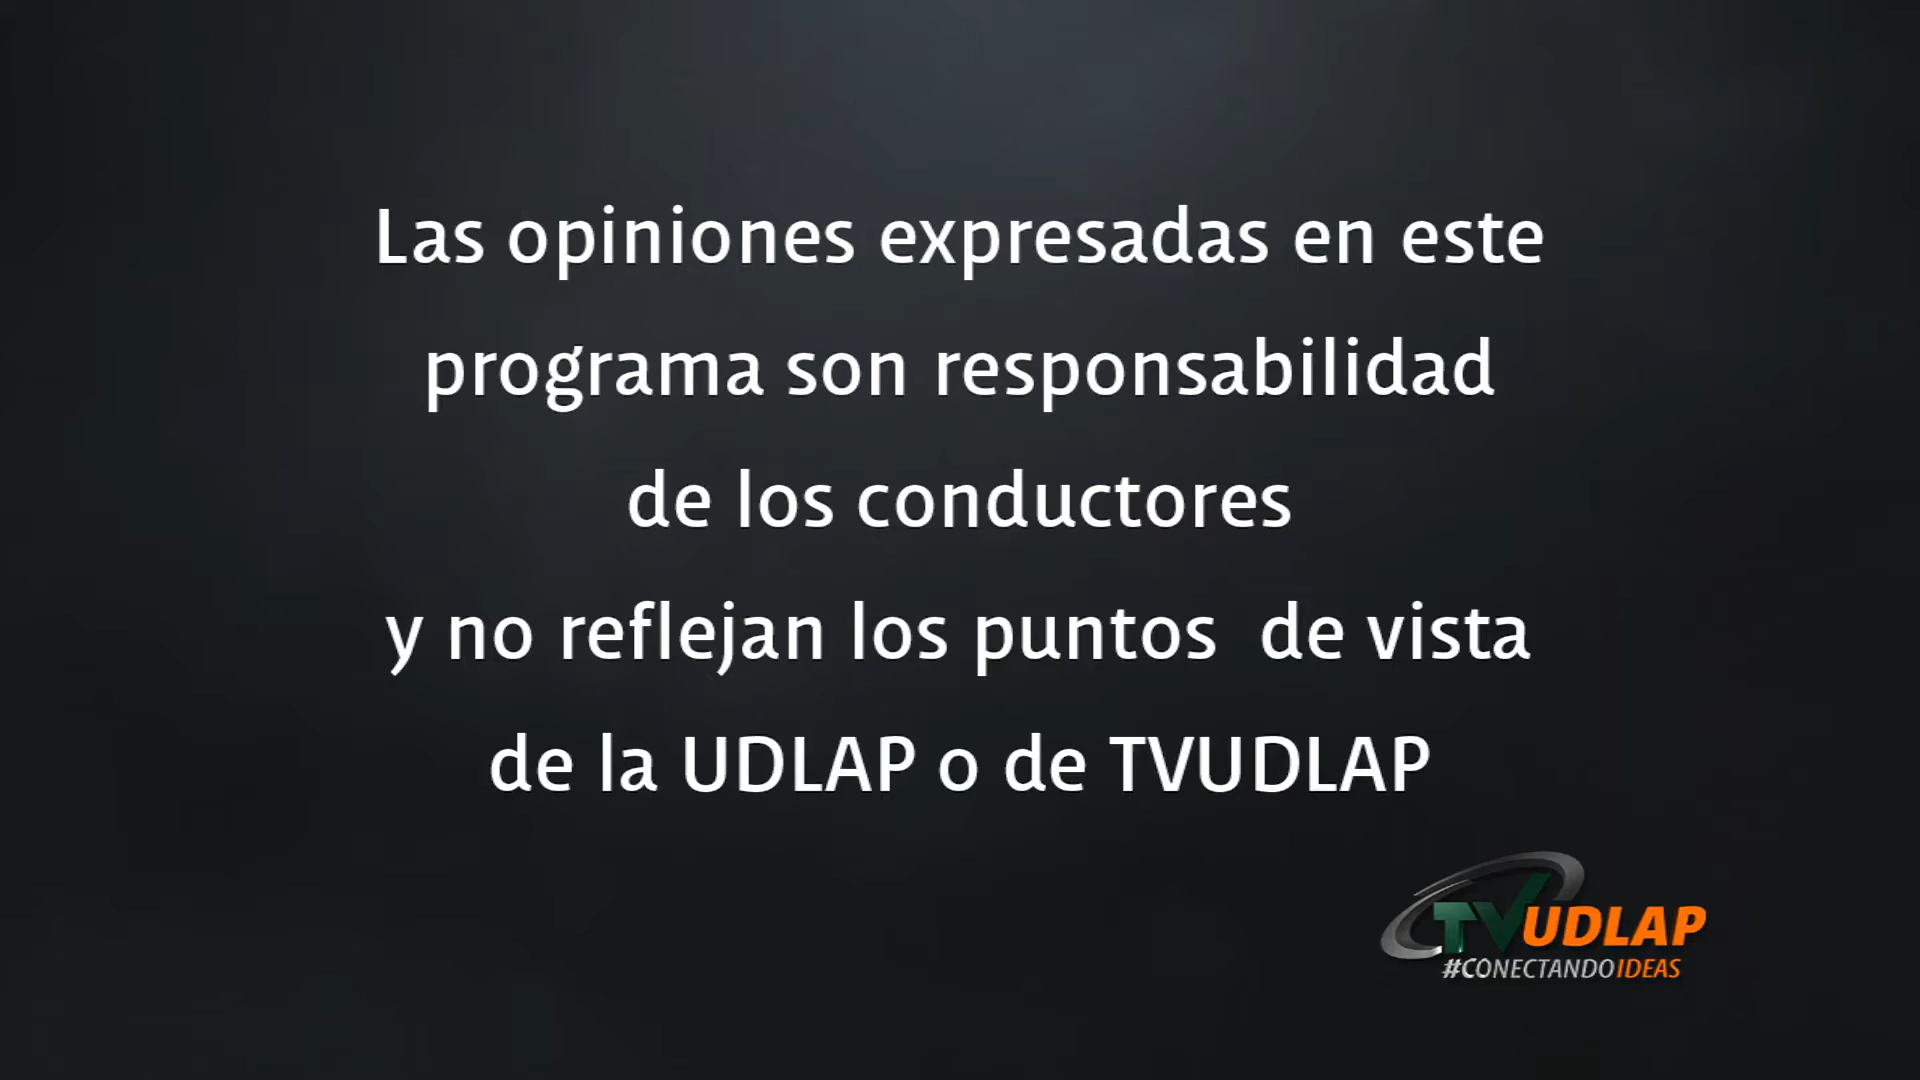 Las opiniones expresadas en este
programa son responsabilidad
de los conductores
y no reflejan los puntos  de vista
de la UDLAP o de TVUDLAP
TVUDLAP
#CONECTANDOIDEAS